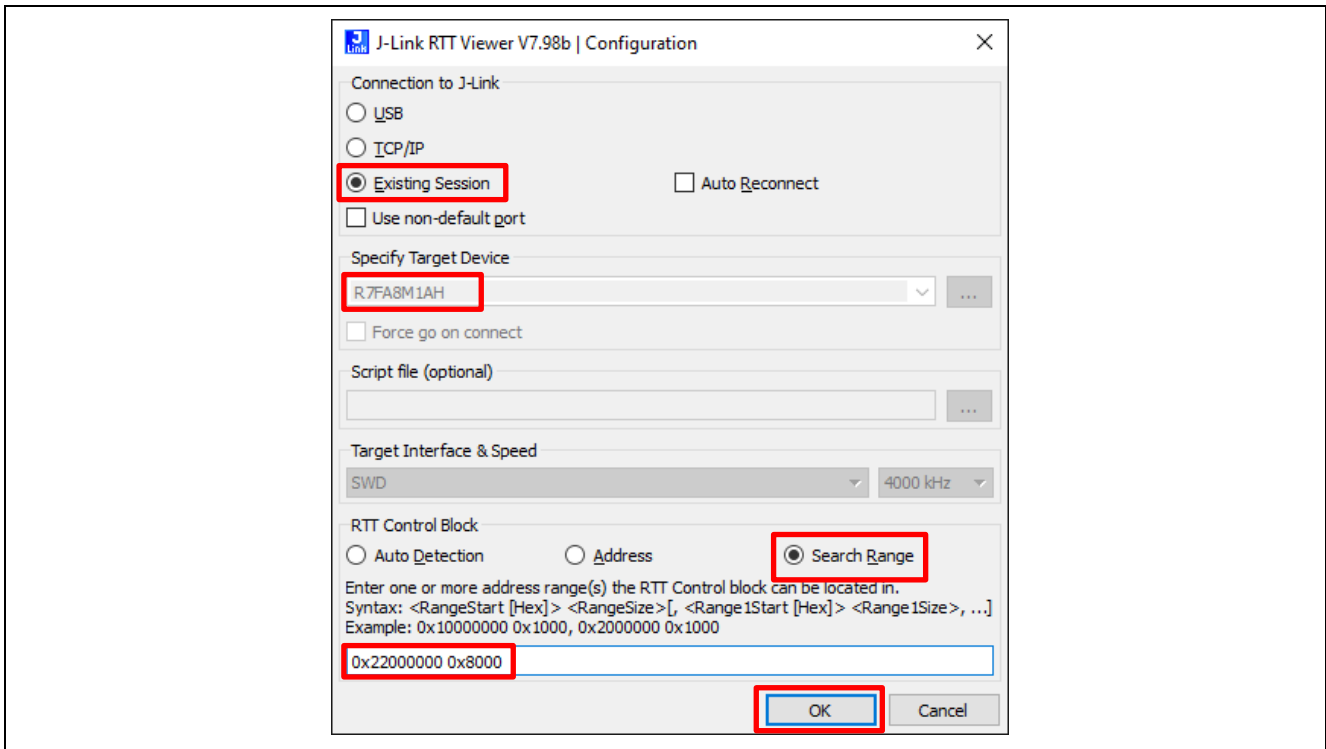 J-Link RTT Viewer V7.98b | Configuration
Connection to J-Link
USB
TCP/IP
Existing Session Auto Reconnect
Use non-default port
Specify Target Device
R7FA8M1AH ...
Force go on connect
Script file (optional)
...
Target Interface & Speed
SWD 4000 kHz
RTT Control Block
Auto Detection Address Search Range
Enter one or more address range(s) the RTT Control block can be located in.
Syntax: <RangeStart [Hex]> <RangeSize>[, <Range1Start [Hex]> <Range1Size>, ...]
Example: 0x10000000 0x1000, 0x2000000 0x1000
0x22000000 0x8000
OK Cancel